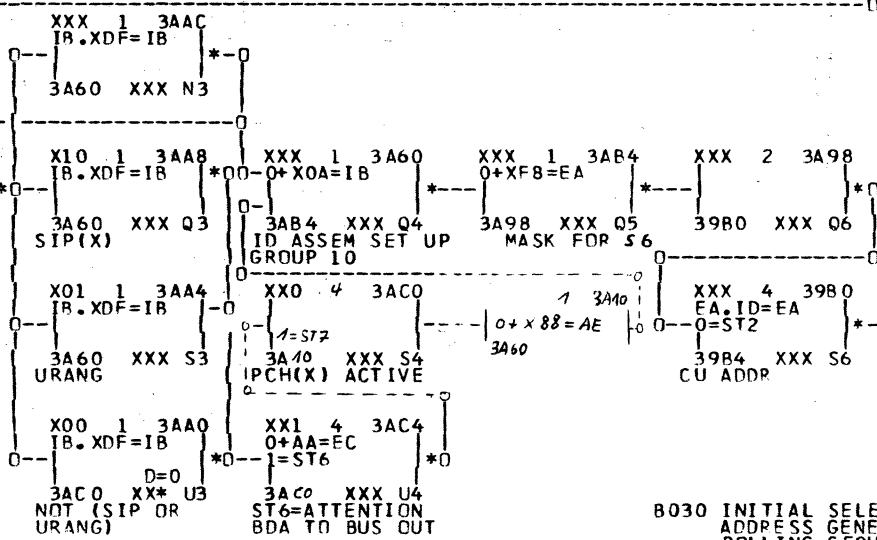 XXX 1 3AAC
IB.XDF=IB
*
3A60 XXX N3
X10 1 3AA8
IB.XDF=IB
*
3A60 XXX Q3
SIP(X)
XXX 1 3A60
0+X0A=IB
*
3AB4 XXX Q4
ID ASSEM SET UP
GROUP 10
XXX 1 3AB4
0+XF8=EA
*
3A98 XXX Q5
MASK FOR S6
XXX 2 3A98
*
39B0 XXX Q6
X01 1 3AA4
IB.XDF=IB
3A60 XXX S3
URANG
XX0 4 3AC0
1=ST7
3A10 XXX S4
PCH(X) ACTIVE
1 3A10
0+X88=AE
3A60
XXX 4 39B0
EA.ID=EA
0=ST2
*
39B4 XXX S6
CU ADDR
X00 1 3AA0
IB.XDF=IB
*
D=0
3AC0 XX* U3
NOT (SIP OR
URANG)
XX1 4 3AC4
0+AA=EC
1=ST6
*
3AC0 XXX U4
ST6=ATTENTION
BDA TO BUS OUT
B030 INITIAL SELE
ADDRESS GENE